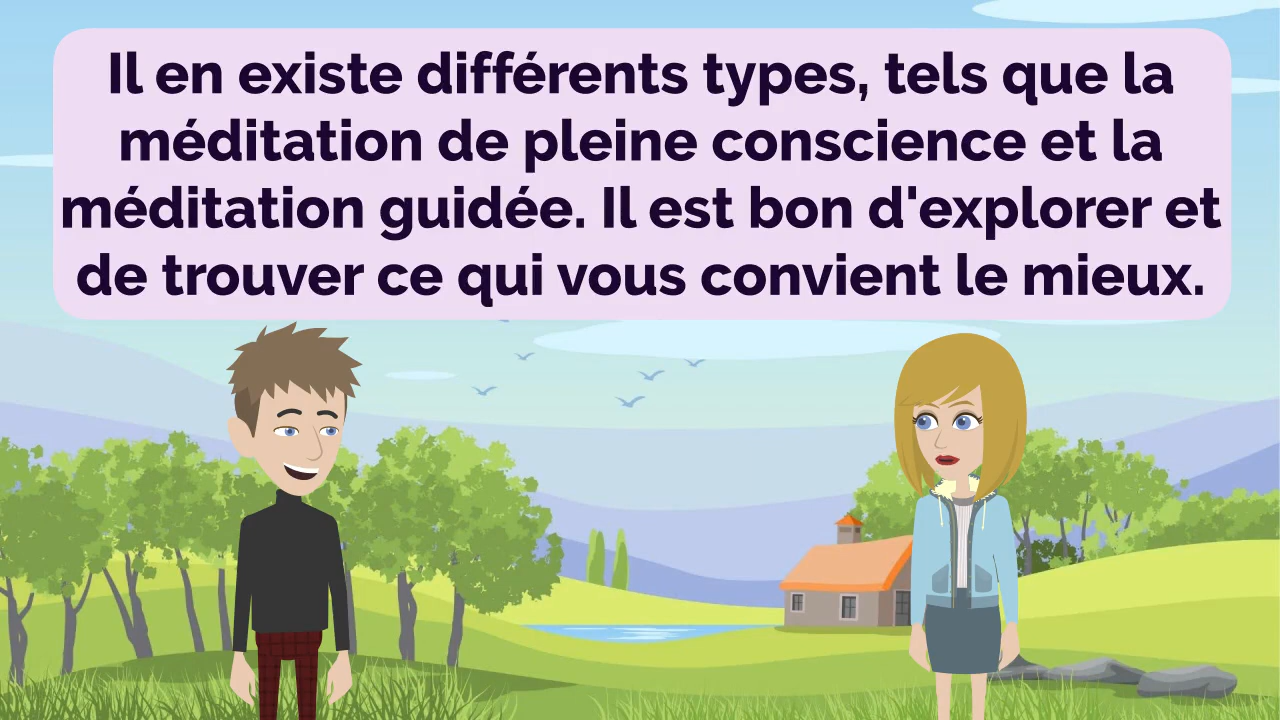 Il en existe différents types, tels que la
méditation de pleine conscience et la
méditation guidée. Il est bon d'explorer et
de trouver ce qui vous convient le mieux.